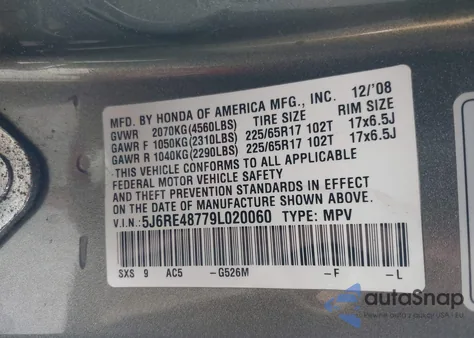 MFD. BY HONDA OF AMERICA MFG., INC. 12/'08
GVWR 2070KG(4560LBS) TIRE SIZE RIM SIZE
GAWR F 1050KG(2310LBS) 225/65R17 102T 17x6.5J
GAWR R 1040KG(2290LBS) 225/65R17 102T 17x6.5J
THIS VEHICLE CONFORMS TO ALL APPLICABLE
FEDERAL MOTOR VEHICLE SAFETY
AND THEFT PREVENTION STANDARDS IN EFFECT
ON THE DATE OF MANUFACTURE SHOWN ABOVE.
V.I.N.: 5J6RE48779L020060 TYPE: MPV
SXS 9 AC5 -G526M -F -L
autoSnap